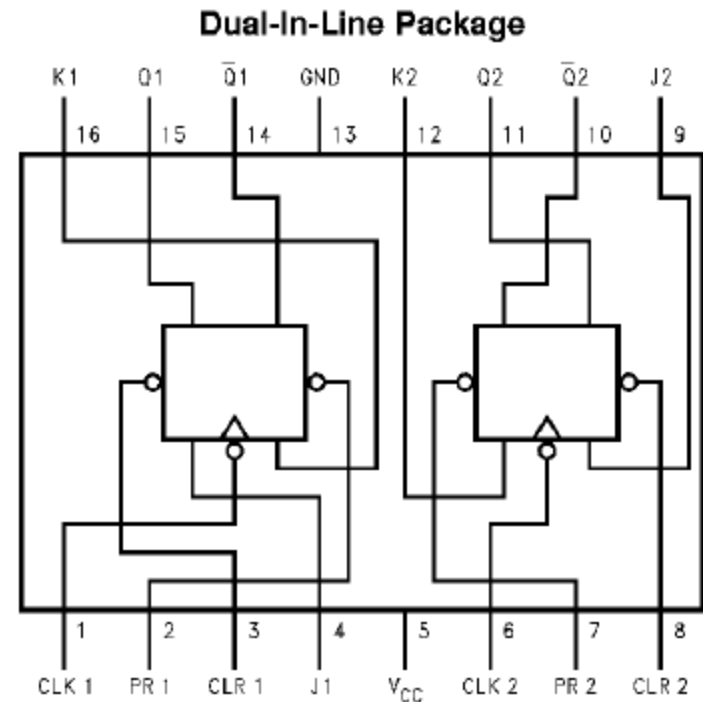 Dual-In-Line Package
K1 Q1 Q̅1 GND K2 Q2 Q̅2 J2
16 15 14 13 12 11 10 9
1 2 3 4 5 6 7 8
CLK 1 PR 1 CLR 1 J1 VCC CLK 2 PR 2 CLR 2